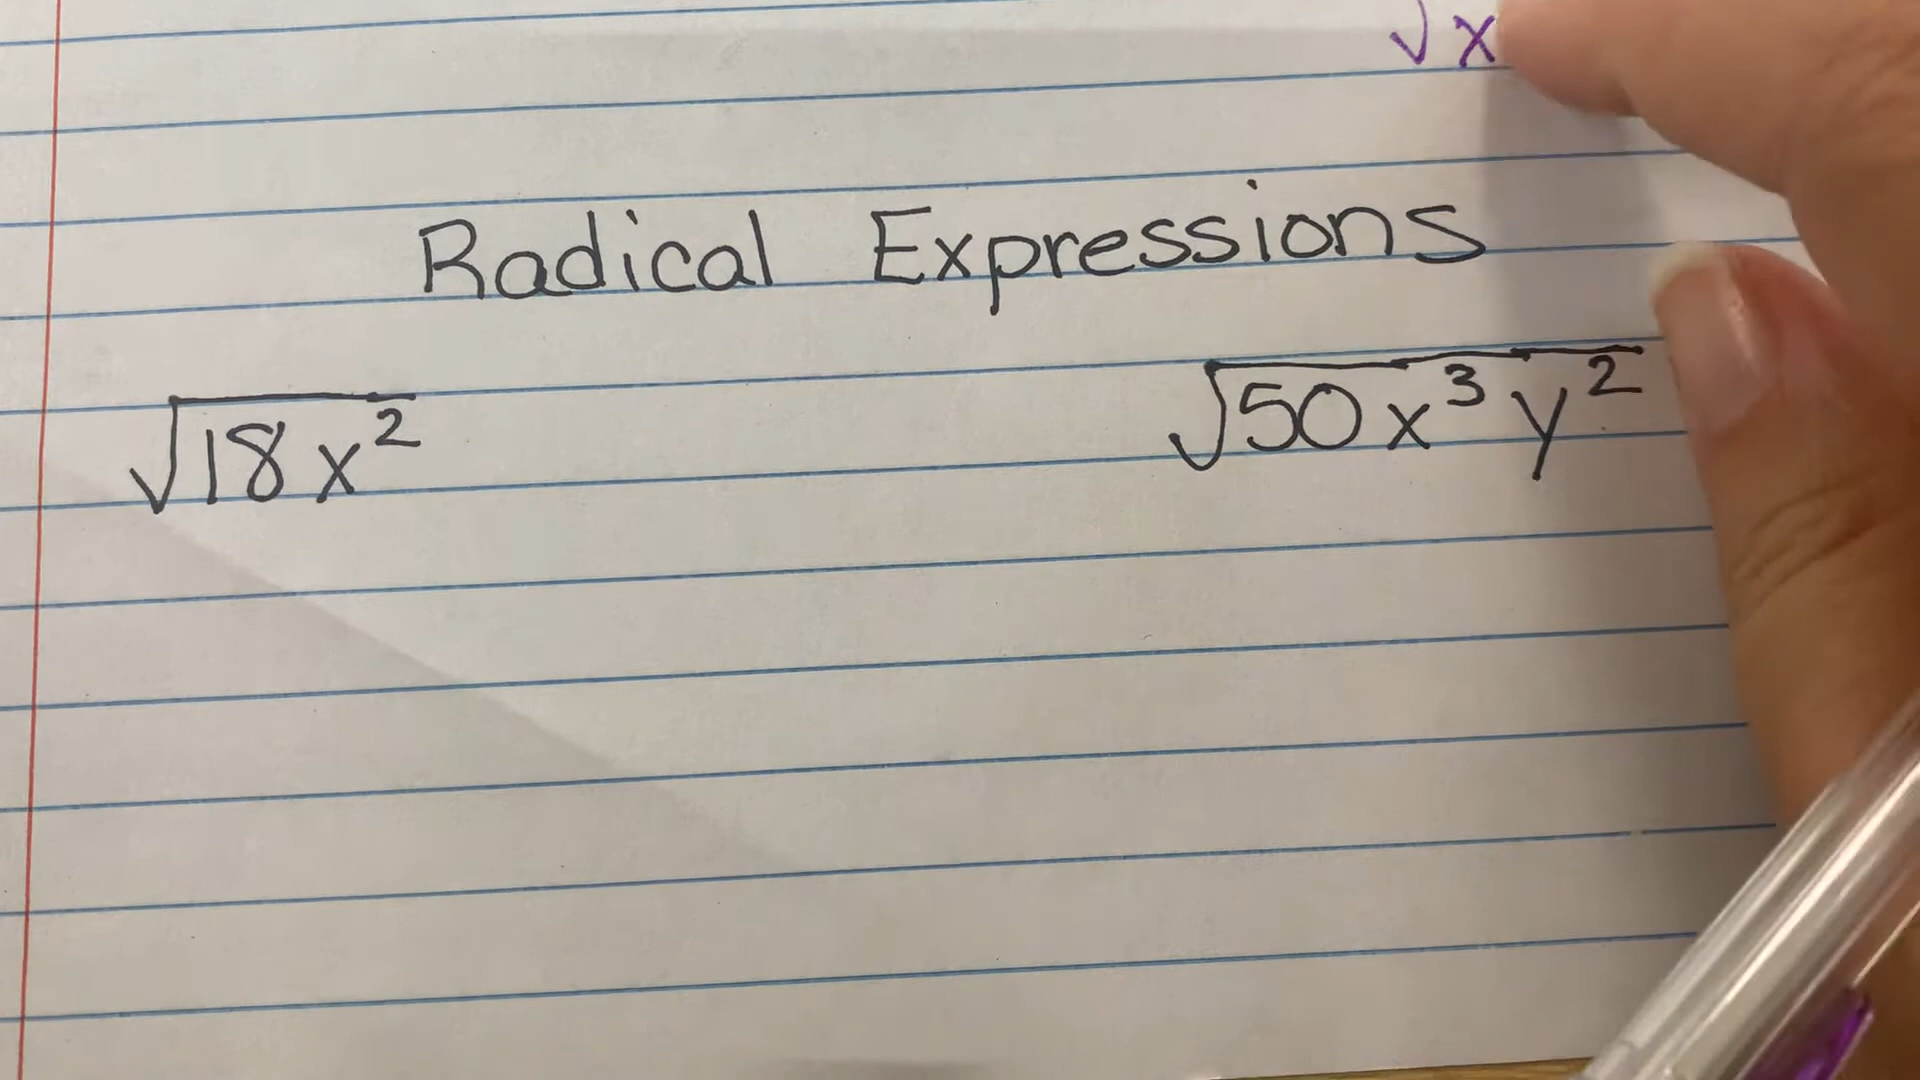 √x
Radical Expressions
√18x² √50x³y²